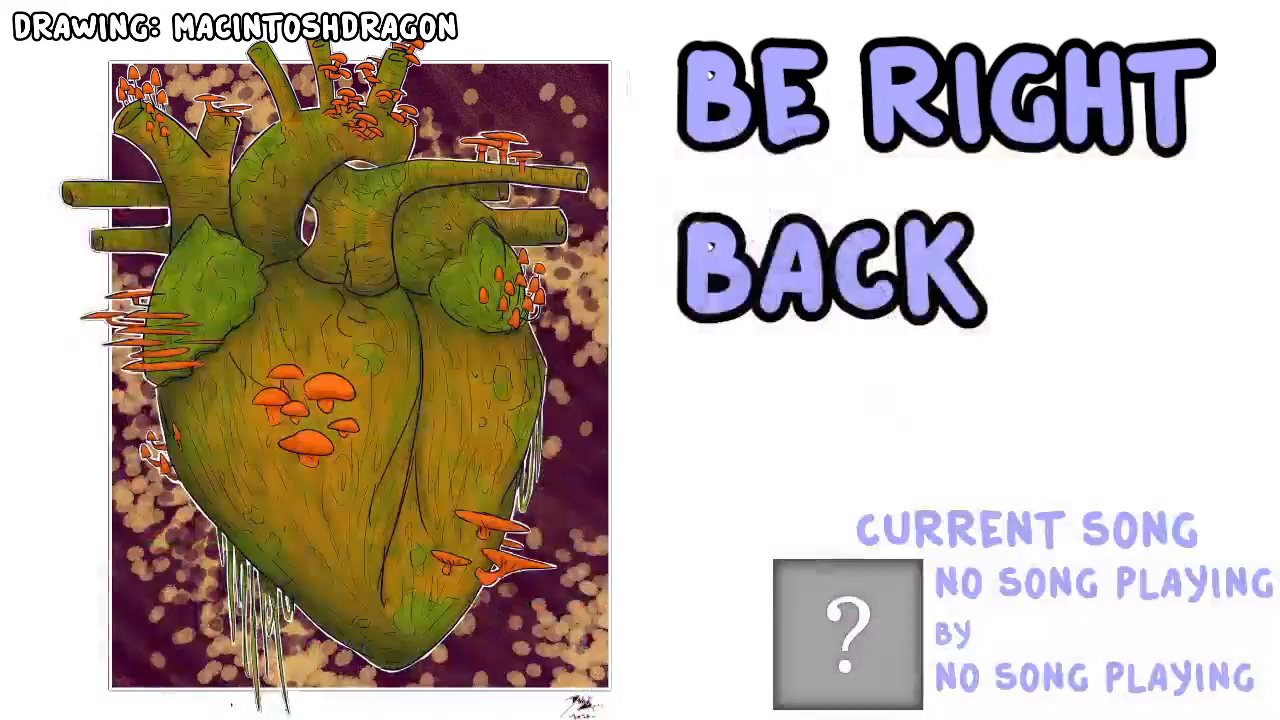 DRAWING: MACINTOSHDRAGON
BE RIGHT
BACK
CURRENT SONG
NO SONG PLAYING
BY
NO SONG PLAYING
?